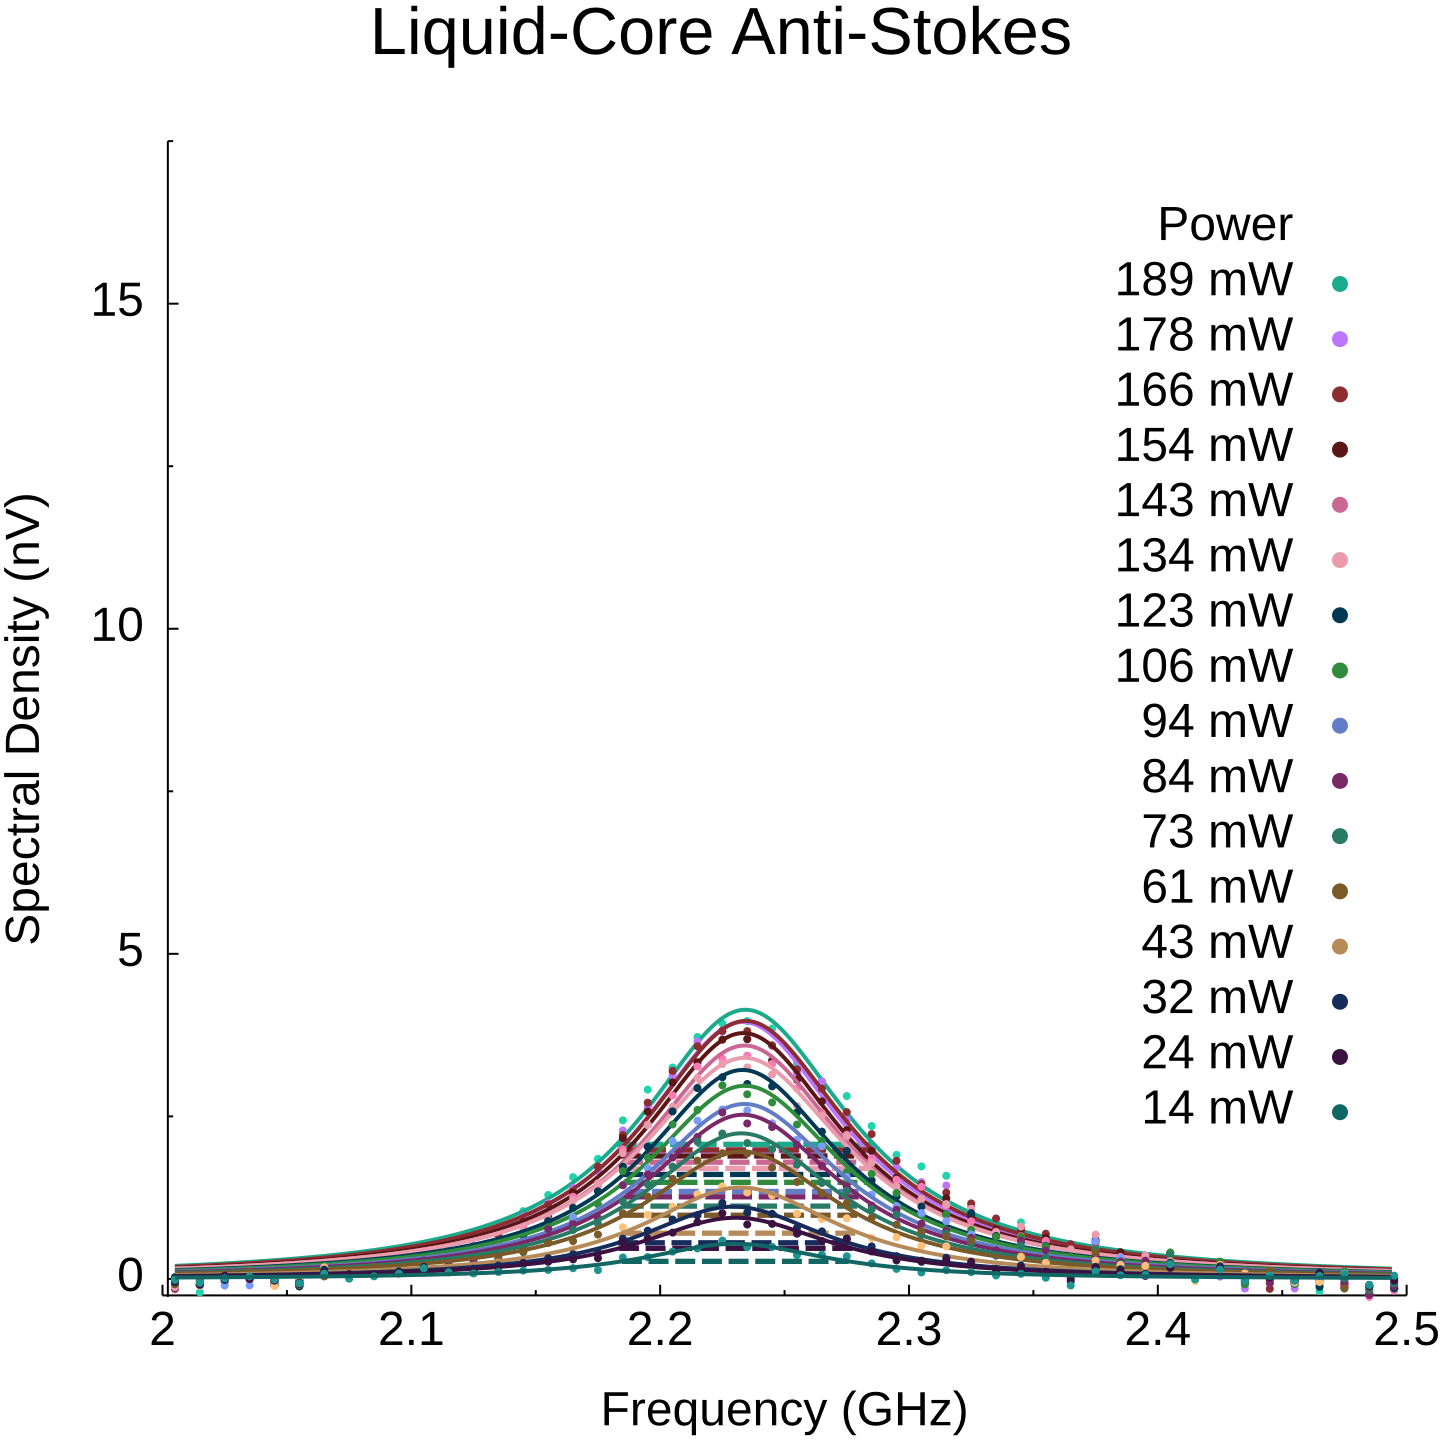 Liquid-Core Anti-Stokes
Spectral Density (nV)
15
10
5
0
Power
189 mW
178 mW
166 mW
154 mW
143 mW
134 mW
123 mW
106 mW
94 mW
84 mW
73 mW
61 mW
43 mW
32 mW
24 mW
14 mW
2 2.1 2.2 2.3 2.4 2.5
Frequency (GHz)